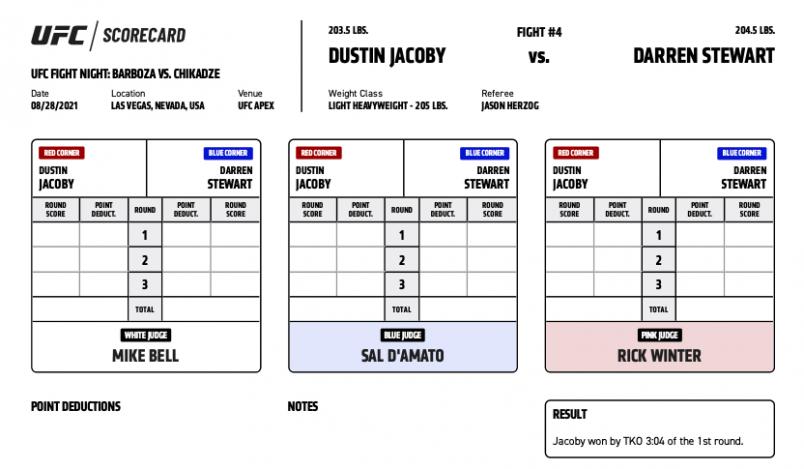 UFC / SCORECARD
UFC FIGHT NIGHT: BARBOZA VS. CHIKADZE
Date Location Venue
08/28/2021 LAS VEGAS, NEVADA, USA UFC APEX
203.5 LBS. FIGHT #4 204.5 LBS.
DUSTIN JACOBY vs. DARREN STEWART
Weight Class Referee
LIGHT HEAVYWEIGHT - 205 LBS. JASON HERZOG
RED CORNER BLUE CORNER
DUSTIN DARREN
JACOBY STEWART
ROUND POINT ROUND POINT ROUND
SCORE DEDUCT. DEDUCT. SCORE
1
2
3
TOTAL
WHITE JUDGE
MIKE BELL
RED CORNER BLUE CORNER
DUSTIN DARREN
JACOBY STEWART
ROUND POINT ROUND POINT ROUND
SCORE DEDUCT. DEDUCT. SCORE
1
2
3
TOTAL
BLUE JUDGE
SAL D'AMATO
RED CORNER BLUE CORNER
DUSTIN DARREN
JACOBY STEWART
ROUND POINT ROUND POINT ROUND
SCORE DEDUCT. DEDUCT. SCORE
1
2
3
TOTAL
PINK JUDGE
RICK WINTER
POINT DEDUCTIONS
NOTES
RESULT
Jacoby won by TKO 3:04 of the 1st round.